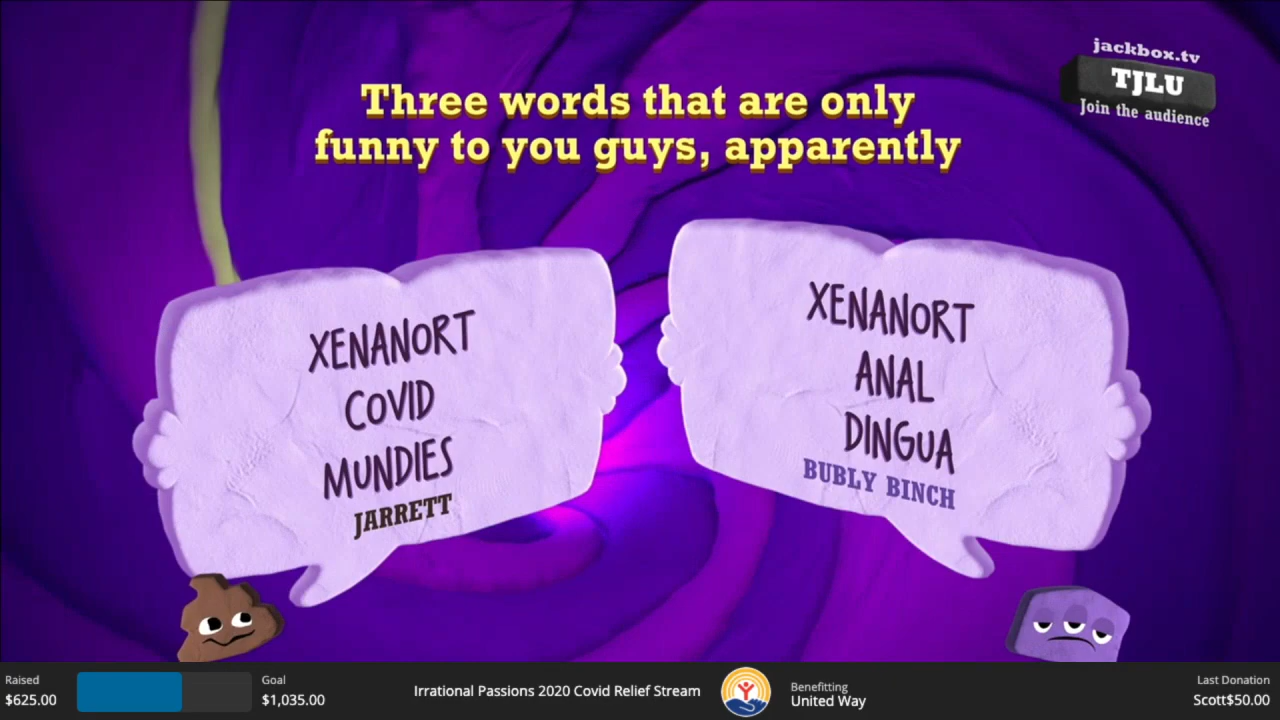 jackbox.tv
TJLU
Join the audience
Three words that are only
funny to you guys, apparently
XENANORT
COVID
MUNDIES
JARRETT
XENANORT
ANAL
DINGUA
BUBLY BINCH
Raised
$625.00
Goal
$1,035.00
Irrational Passions 2020 Covid Relief Stream
Benefitting
United Way
Last Donation
Scott$50.00